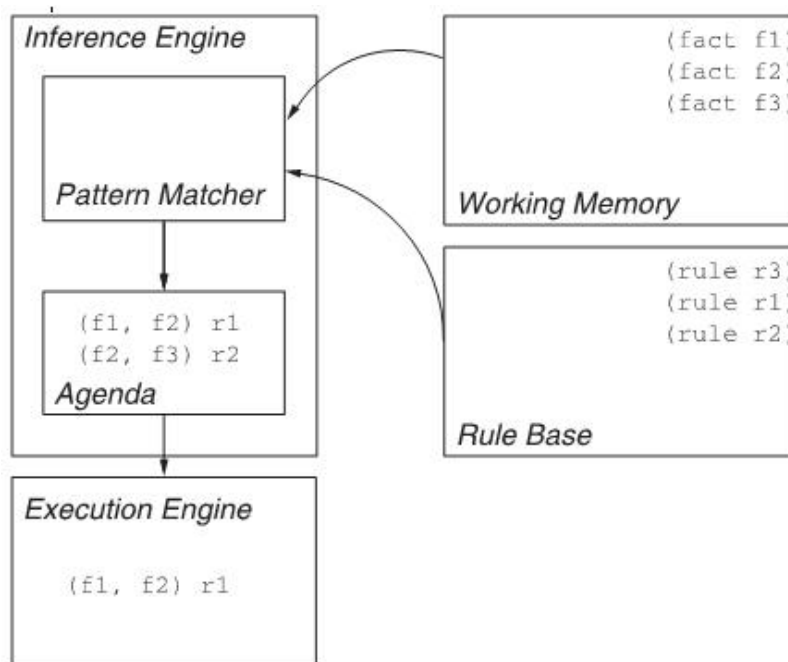 Inference Engine
Pattern Matcher
(f1, f2) r1
(f2, f3) r2
Agenda
Execution Engine
(f1, f2) r1
(fact f1)
(fact f2)
(fact f3)
Working Memory
(rule r3)
(rule r1)
(rule r2)
Rule Base